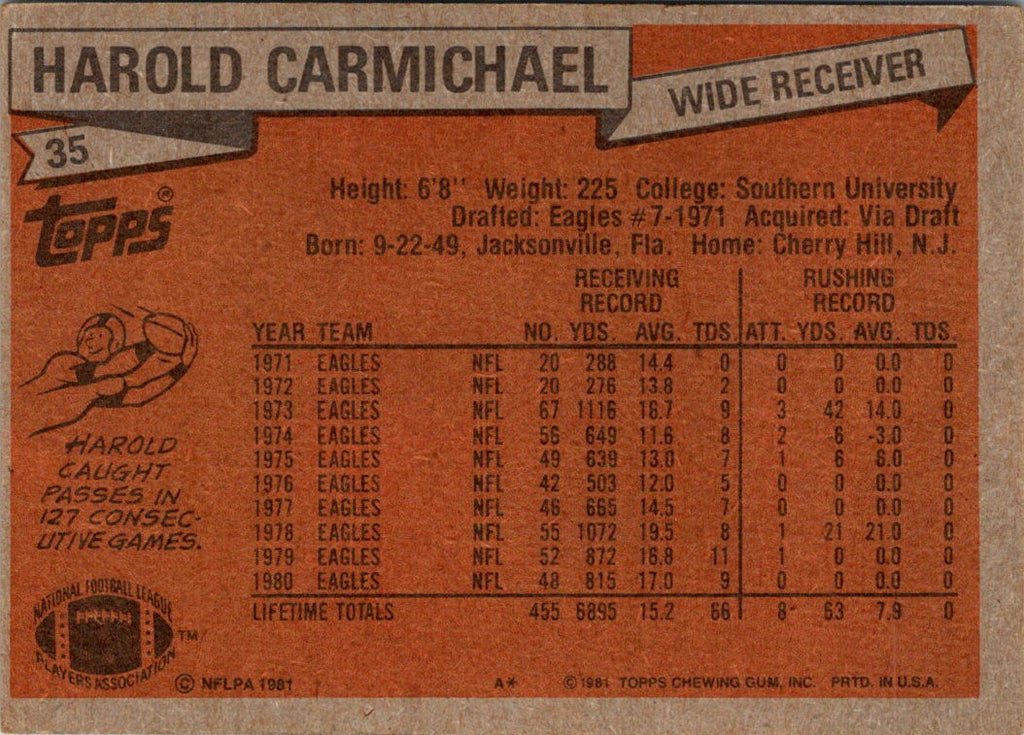 HAROLD CARMICHAEL
WIDE RECEIVER
35
Topps®
Height: 6'8" Weight: 225 College: Southern University
Drafted: Eagles #7-1971 Acquired: Via Draft
Born: 9-22-49, Jacksonville, Fla. Home: Cherry Hill, N.J.
RECEIVING RECORD RUSHING RECORD
YEAR TEAM NO. YDS. AVG. TDS ATT. YDS. AVG. TDS.
1971 EAGLES NFL 20 288 14.4 0 0 0 0.0 0
1972 EAGLES NFL 20 276 13.8 2 0 0 0.0 0
1973 EAGLES NFL 67 1116 16.7 9 3 42 14.0 0
1974 EAGLES NFL 56 649 11.6 8 2 6 -3.0 0
1975 EAGLES NFL 49 639 13.0 7 1 6 6.0 0
1976 EAGLES NFL 42 503 12.0 5 0 0 0.0 0
1977 EAGLES NFL 46 665 14.5 7 0 0 0.0 0
1978 EAGLES NFL 55 1072 19.5 8 1 21 21.0 0
1979 EAGLES NFL 52 872 16.8 11 1 0 0.0 0
1980 EAGLES NFL 48 815 17.0 9 0 0 0.0 0
LIFETIME TOTALS 455 6895 15.2 66 8 63 7.9 0
HAROLD
CAUGHT
PASSES IN
127 CONSEC-
UTIVE GAMES.
NATIONAL FOOTBALL LEAGUE
NFLPA
PLAYERS ASSOCIATION
TM
© NFLPA 1981
A*
© 1981 TOPPS CHEWING GUM, INC. PRTD. IN U.S.A.